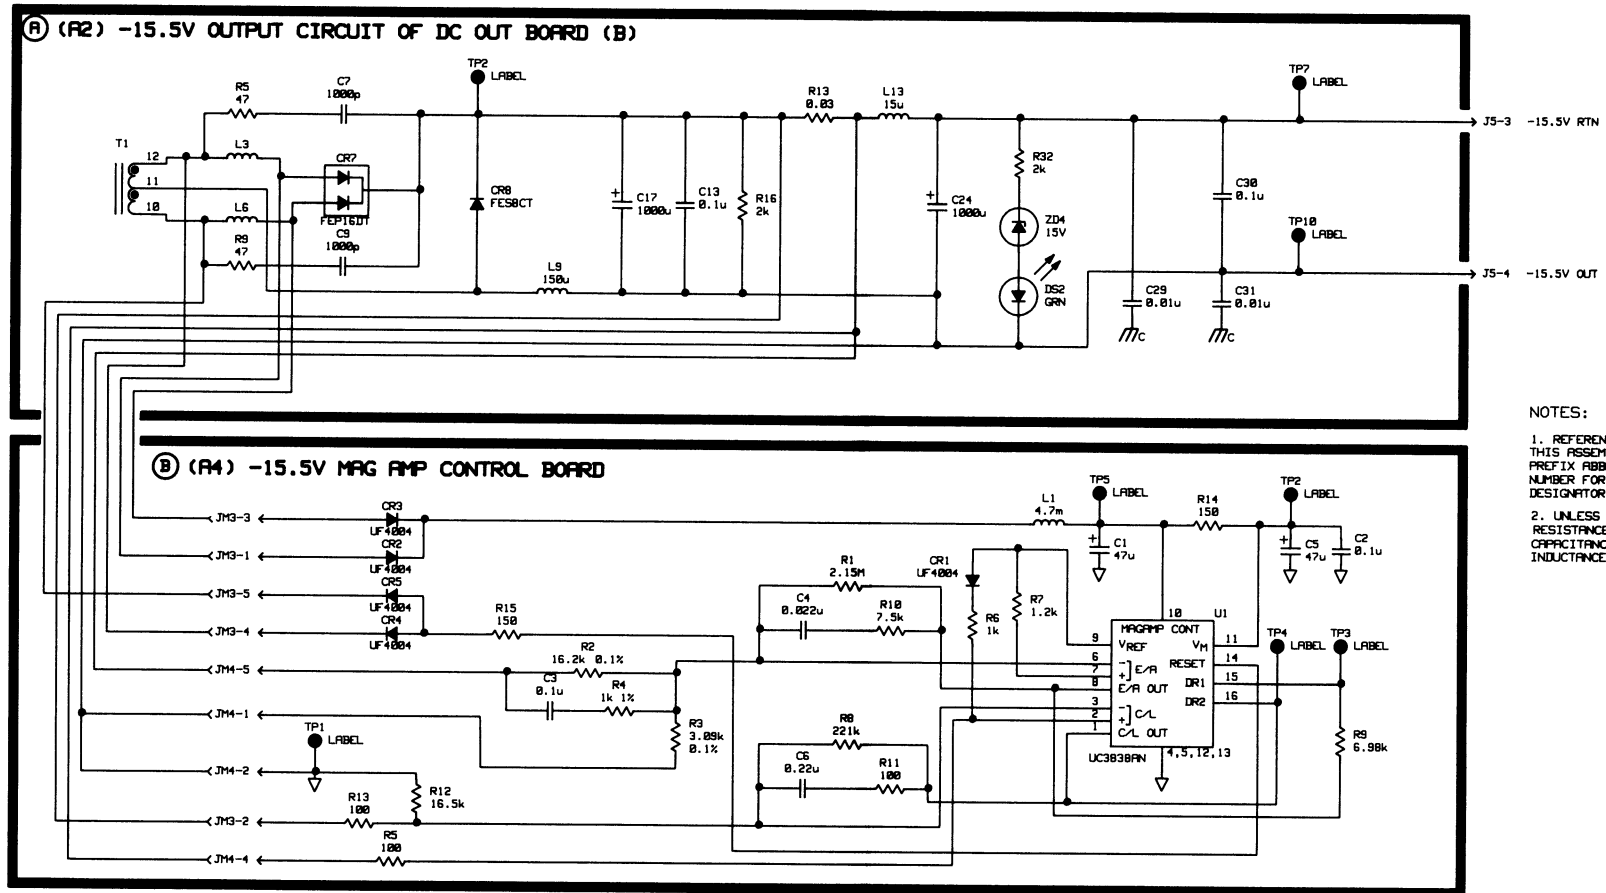 A (A2) -15.5V OUTPUT CIRCUIT OF DC OUT BOARD (B)
TP2
LABEL
TP7
LABEL
R5
47
C7
1000p
R13
0.03
L13
15u
J5-3 -15.5V RTN
T1
12
11
10
L3
CR7
FEP16DT
L6
R9
47
C9
1000p
CR8
FES8CT
+
C17
1000u
C13
0.1u
R16
2k
+
C24
1000u
R32
2k
ZD4
15V
DS2
GRN
C30
0.1u
TP10
LABEL
J5-4 -15.5V OUT
L9
150u
C29
0.01u
C31
0.01u
C
C
NOTES:
1. REFEREN
THIS ASSEM
PREFIX ABB
NUMBER FOR
DESIGNATOR
2. UNLESS
RESISTANCE
CAPACITANC
INDUCTANCE
B (A4) -15.5V MAG AMP CONTROL BOARD
JM3-3
CR3
UF4004
JM3-1
CR2
UF4004
JM3-5
CR5
UF4004
JM3-4
CR4
UF4004
R15
150
JM4-5
R2
16.2k 0.1%
C3
0.1u
R4
1k 1%
JM4-1
R3
3.09k
0.1%
TP1
LABEL
JM4-2
R12
16.5k
JM3-2
R13
100
JM4-4
R5
100
R1
2.15M
C4
0.022u
R10
7.5k
R8
221k
C6
0.22u
R11
100
CR1
UF4004
R6
1k
R7
1.2k
L1
4.7m
TP5
LABEL
+
C1
47u
R14
150
TP2
LABEL
+
C5
47u
C2
0.1u
10
U1
MAGAMP CONT
9
VREF
VM
11
6
-
7
+
E/A
RESET
14
8
E/A OUT
DR1
15
DR2
16
3
-
2
+
C/L
1
C/L OUT
UC3838AN
4,5,12,13
TP4
LABEL
TP3
LABEL
R9
6.98k